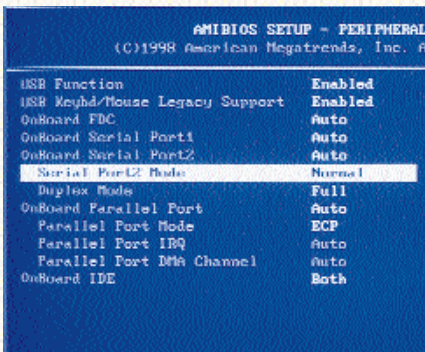 AMIBIOS SETUP - PERIPHERAL
(C)1998 American Megatrends, Inc. A
USB Function Enabled
USB Keybd/Mouse Legacy Support Enabled
OnBoard FDC Auto
OnBoard Serial Port1 Auto
OnBoard Serial Port2 Auto
Serial Port2 Mode Normal
Duplex Mode Full
OnBoard Parallel Port Auto
Parallel Port Mode ECP
Parallel Port IRQ Auto
Parallel Port DMA Channel Auto
OnBoard IDE Both